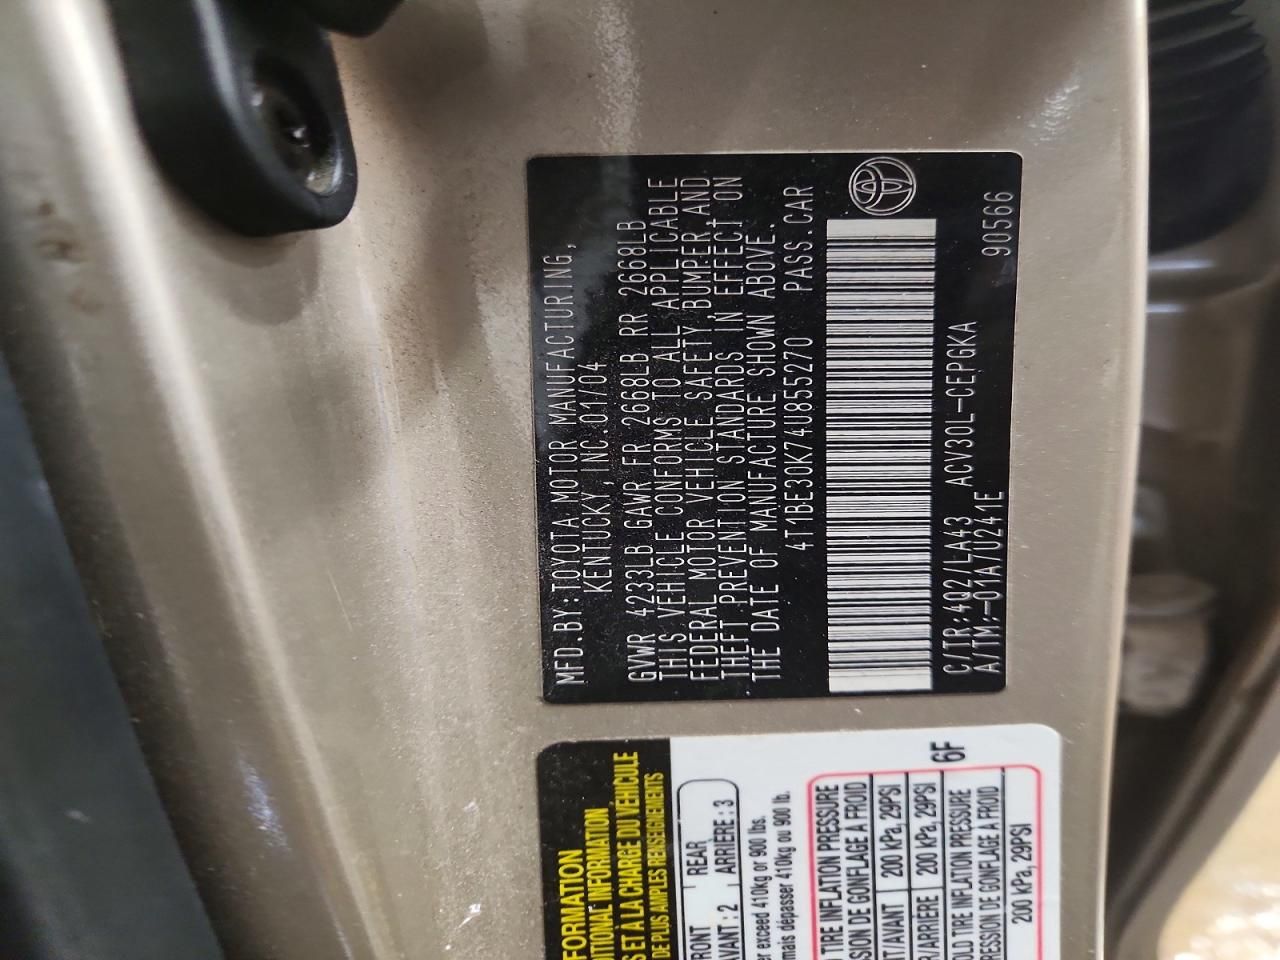 MFD.BY:TOYOTA MOTOR MANUFACTURING,
KENTUCKY,INC.01/04
GVWR 4233LB GAWR FR 2668LB RR 2668LB
THIS VEHICLE CONFORMS TO ALL APPLICABLE
FEDERAL MOTOR VEHICLE SAFETY,BUMPER,AND
THEFT PREVENTION STANDARDS IN EFFECT ON
THE DATE OF MANUFACTURE SHOWN ABOVE.
4T1BE30K74U855270 PASS.CAR
C/TR:4Q2/LA43 ACV30L-CEPGKA 90566
A/TM:-01A/U241E
FORMATION
DITIONAL INFORMATION
S ET À LA CHARGE DU VÉHICULE
DE PLUS AMPLES RENSEIGNEMENTS
FRONT REAR
AVANT : 2 ARRIÈRE : 3
er exceed 410kg or 900 lbs.
mais dépasser 410kg ou 900 lb.
D TIRE INFLATION PRESSURE
SSION DE GONFLAGE À FROID
T/AVANT 200 kPa, 29PSI
R/ARRIÈRE 200 kPa, 29PSI
6F
OLD TIRE INFLATION PRESSURE
RESSION DE GONFLAGE À FROID
200 kPa, 29PSI